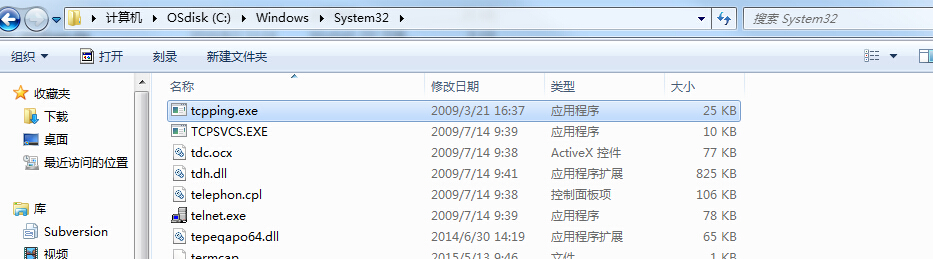 计算机 ▸ OSdisk (C:) ▸ Windows ▸ System32 ▸
搜索 System32
组织 打开 刻录 新建文件夹
收藏夹
下载
桌面
最近访问的位置
库
Subversion
视频
名称 修改日期 类型 大小
tcpping.exe 2009/3/21 16:37 应用程序 25 KB
TCPSVCS.EXE 2009/7/14 9:39 应用程序 10 KB
tdc.ocx 2009/7/14 9:38 ActiveX 控件 77 KB
tdh.dll 2009/7/14 9:41 应用程序扩展 825 KB
telephon.cpl 2009/7/14 9:38 控制面板项 106 KB
telnet.exe 2009/7/14 9:39 应用程序 78 KB
tepeqapo64.dll 2014/6/30 14:19 应用程序扩展 65 KB
termcap 2015/5/13 9:46 文件 1 KB